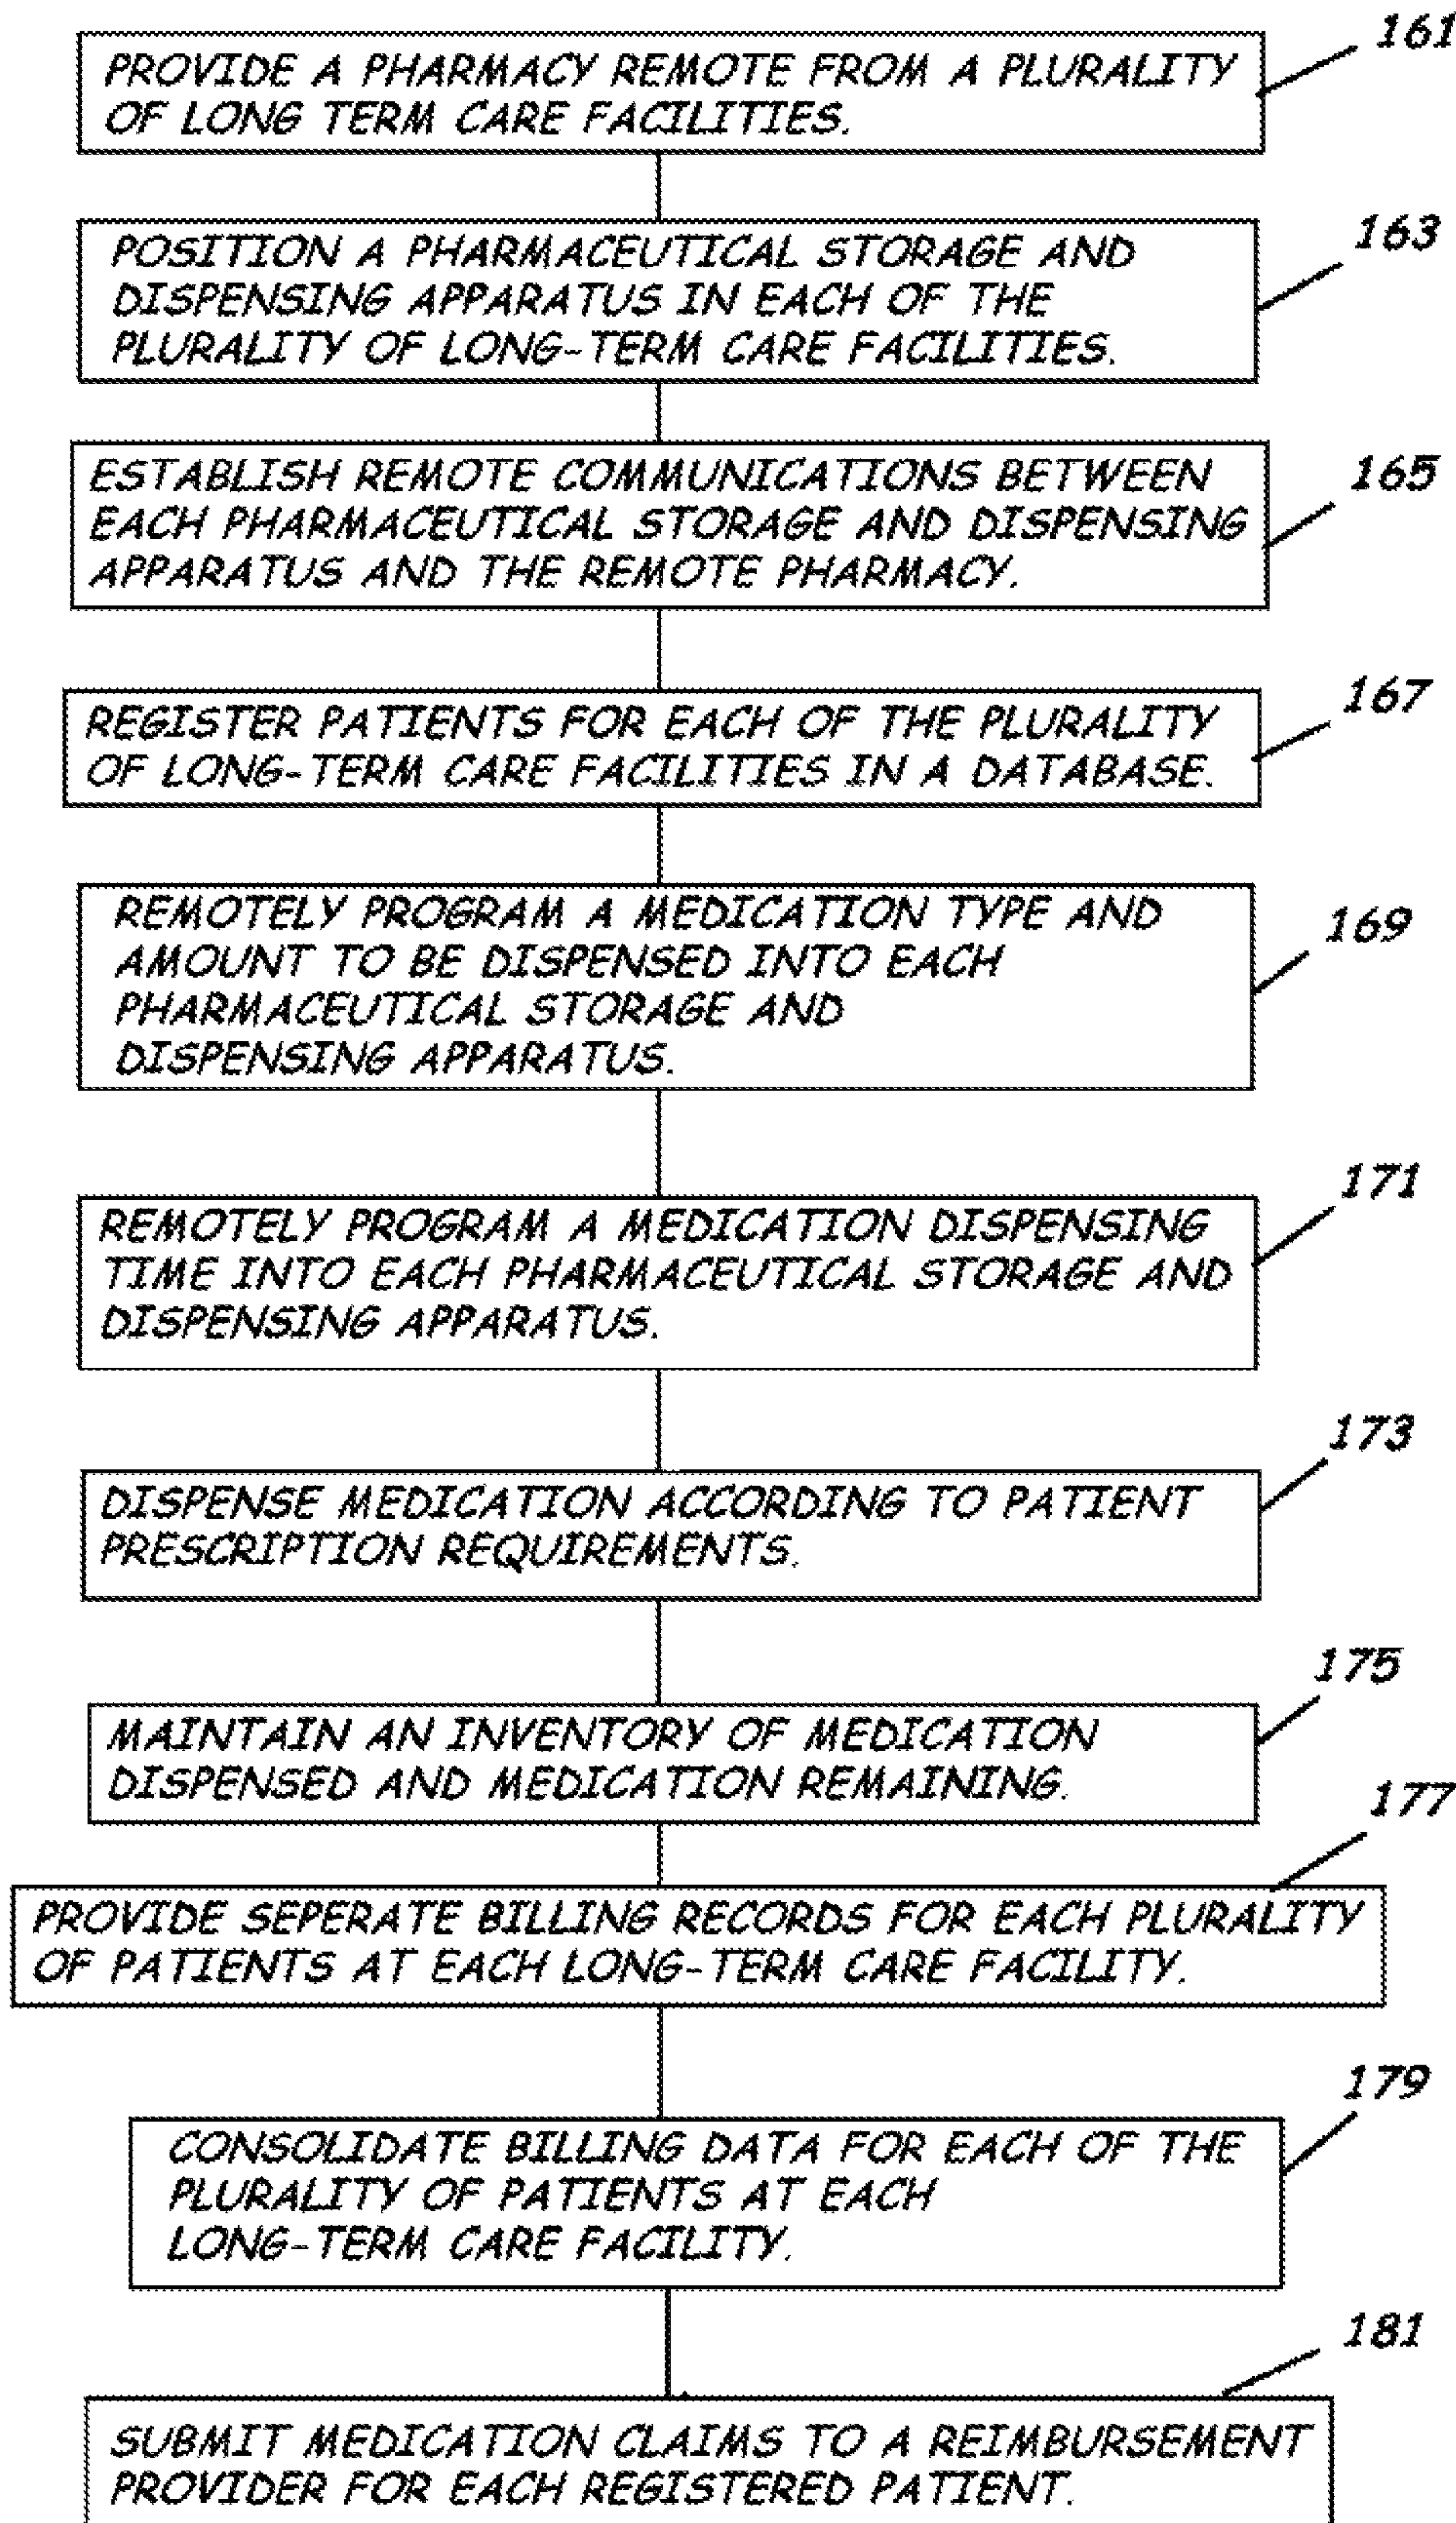 161
PROVIDE A PHARMACY REMOTE FROM A PLURALITY
OF LONG TERM CARE FACILITIES.
163
POSITION A PHARMACEUTICAL STORAGE AND
DISPENSING APPARATUS IN EACH OF THE
PLURALITY OF LONG-TERM CARE FACILITIES.
165
ESTABLISH REMOTE COMMUNICATIONS BETWEEN
EACH PHARMACEUTICAL STORAGE AND DISPENSING
APPARATUS AND THE REMOTE PHARMACY.
167
REGISTER PATIENTS FOR EACH OF THE PLURALITY
OF LONG-TERM CARE FACILITIES IN A DATABASE.
169
REMOTELY PROGRAM A MEDICATION TYPE AND
AMOUNT TO BE DISPENSED INTO EACH
PHARMACEUTICAL STORAGE AND
DISPENSING APPARATUS.
171
REMOTELY PROGRAM A MEDICATION DISPENSING
TIME INTO EACH PHARMACEUTICAL STORAGE AND
DISPENSING APPARATUS.
173
DISPENSE MEDICATION ACCORDING TO PATIENT
PRESCRIPTION REQUIREMENTS.
175
MAINTAIN AN INVENTORY OF MEDICATION
DISPENSED AND MEDICATION REMAINING.
177
PROVIDE SEPERATE BILLING RECORDS FOR EACH PLURALITY
OF PATIENTS AT EACH LONG-TERM CARE FACILITY.
179
CONSOLIDATE BILLING DATA FOR EACH OF THE
PLURALITY OF PATIENTS AT EACH
LONG-TERM CARE FACILITY.
181
SUBMIT MEDICATION CLAIMS TO A REIMBURSEMENT
PROVIDER FOR EACH REGISTERED PATIENT.